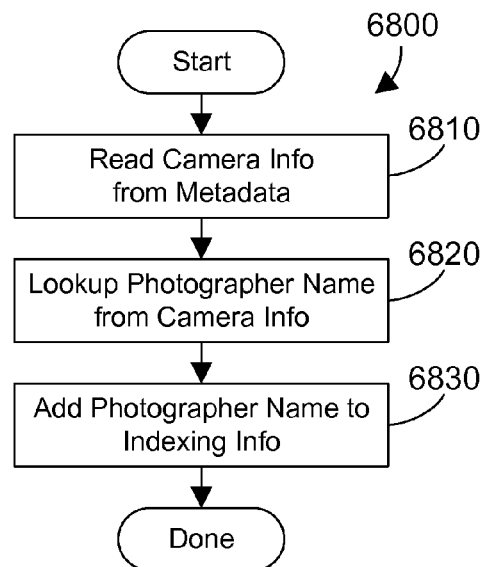 6800
Start
6810
Read Camera Info
from Metadata
6820
Lookup Photographer Name
from Camera Info
6830
Add Photographer Name to
Indexing Info
Done